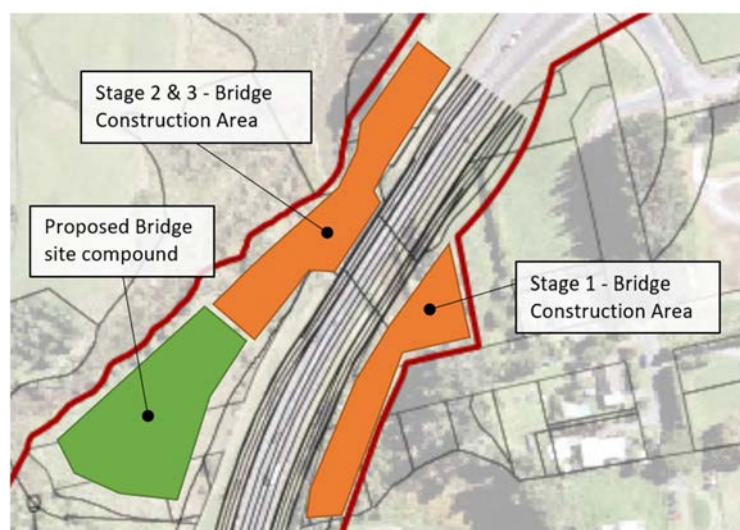 Stage 2 & 3 - Bridge
Construction Area
Proposed Bridge
site compound
Stage 1 - Bridge
Construction Area